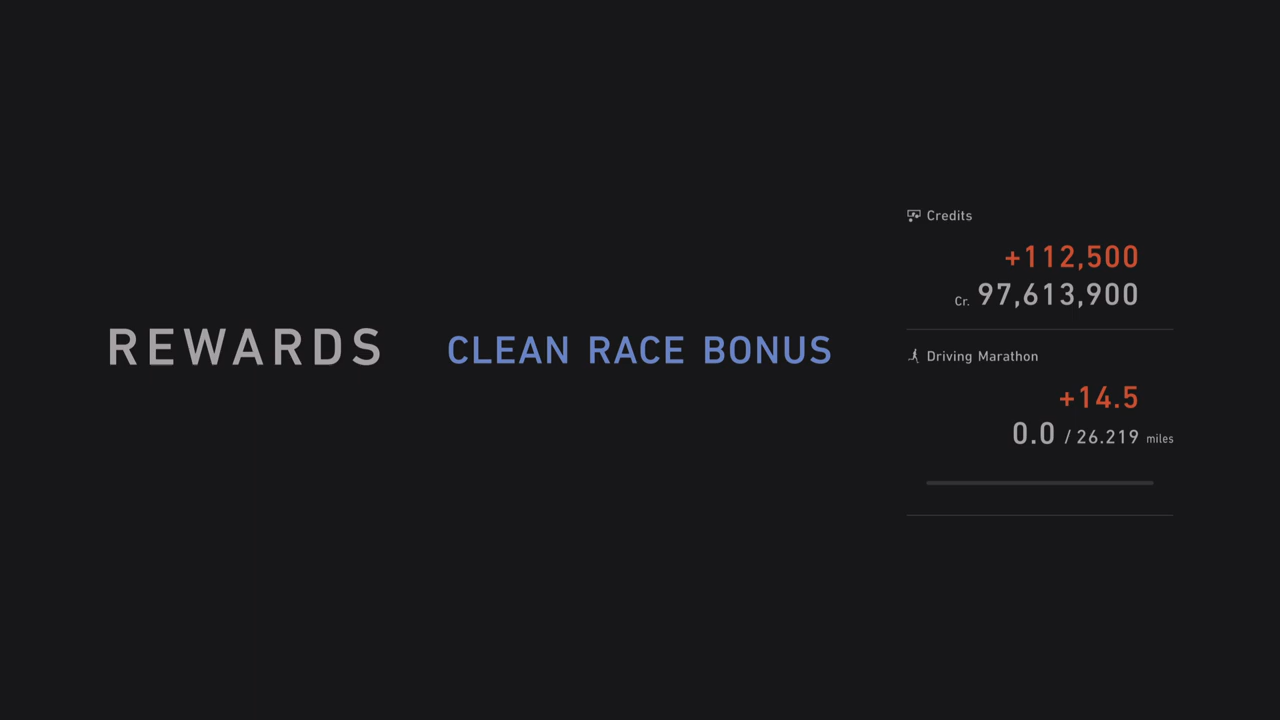 REWARDS
CLEAN RACE BONUS
Credits
+112,500
Cr. 97,613,900
Driving Marathon
+14.5
0.0 / 26.219 miles